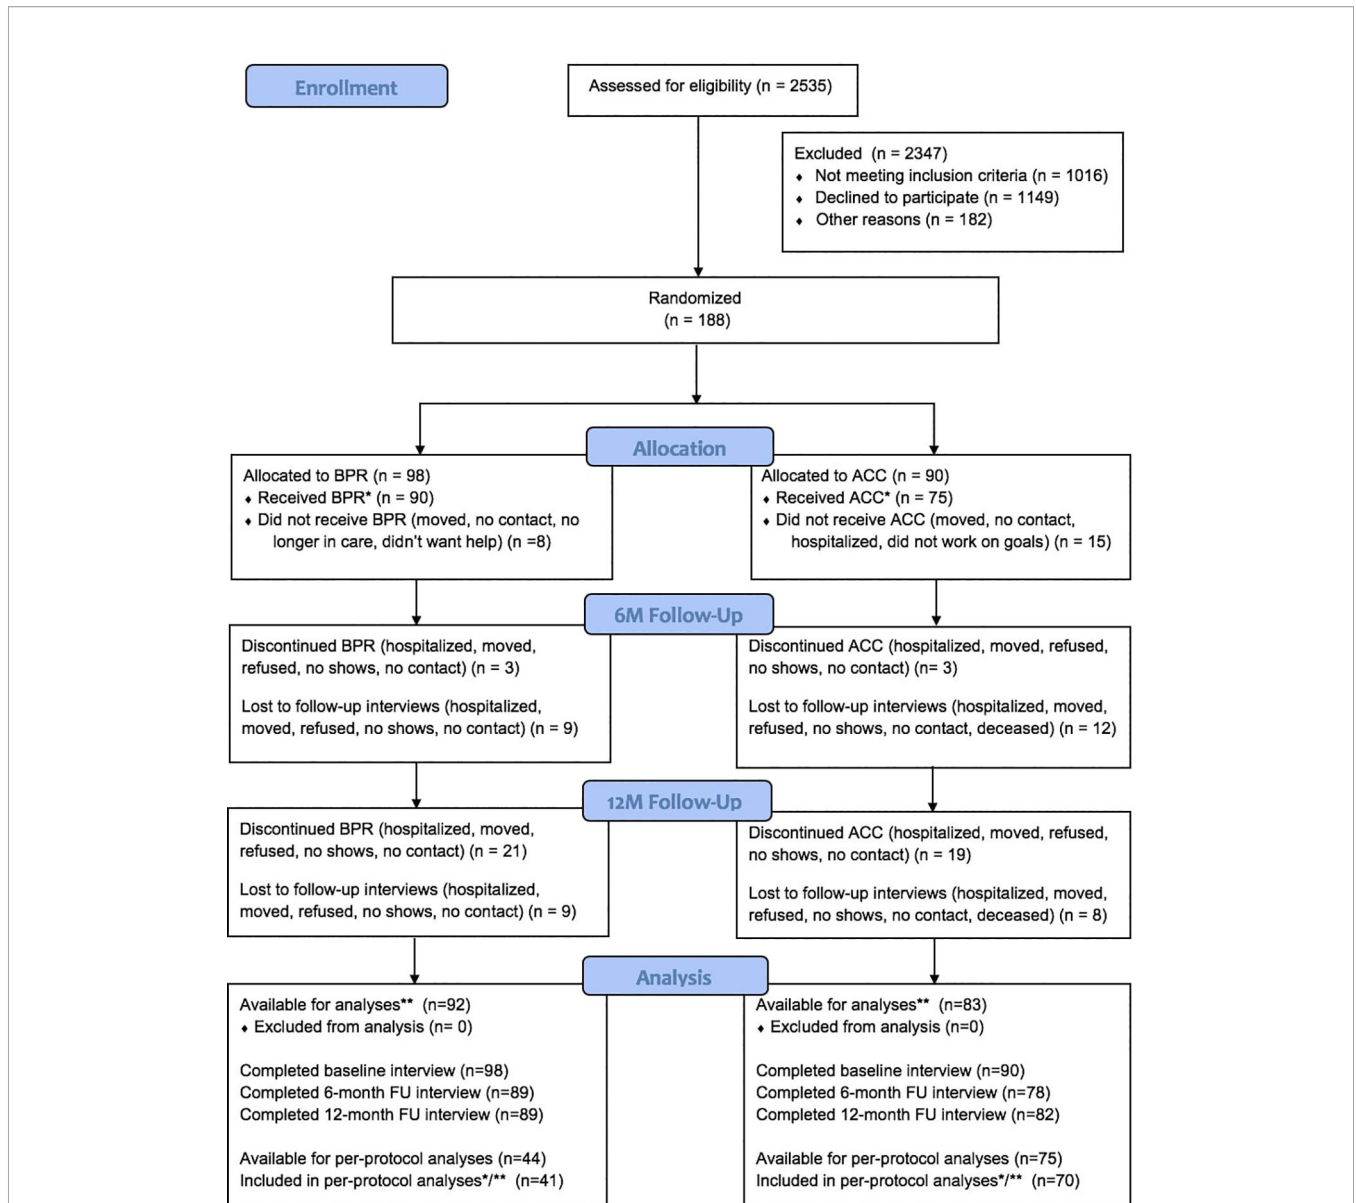 Enrollment
Assessed for eligibility (n = 2535)
Excluded (n = 2347)
♦ Not meeting inclusion criteria (n = 1016)
♦ Declined to participate (n = 1149)
♦ Other reasons (n = 182)
Randomized
(n = 188)
Allocation
Allocated to BPR (n = 98)
♦ Received BPR* (n = 90)
♦ Did not receive BPR (moved, no contact, no
longer in care, didn't want help) (n =8)
Allocated to ACC (n = 90)
♦ Received ACC* (n = 75)
♦ Did not receive ACC (moved, no contact,
hospitalized, did not work on goals) (n = 15)
6M Follow-Up
Discontinued BPR (hospitalized, moved,
refused, no shows, no contact) (n = 3)
Lost to follow-up interviews (hospitalized,
moved, refused, no shows, no contact) (n = 9)
Discontinued ACC (hospitalized, moved, refused,
no shows, no contact) (n= 3)
Lost to follow-up interviews (hospitalized, moved,
refused, no shows, no contact, deceased) (n = 12)
12M Follow-Up
Discontinued BPR (hospitalized, moved,
refused, no shows, no contact) (n = 21)
Lost to follow-up interviews (hospitalized,
moved, refused, no shows, no contact) (n = 9)
Discontinued ACC (hospitalized, moved, refused,
no shows, no contact) (n = 19)
Lost to follow-up interviews (hospitalized, moved,
refused, no shows, no contact, deceased) (n = 8)
Analysis
Available for analyses** (n=92)
♦ Excluded from analysis (n= 0)
Completed baseline interview (n=98)
Completed 6-month FU interview (n=89)
Completed 12-month FU interview (n=89)
Available for per-protocol analyses (n=44)
Included in per-protocol analyses*/** (n=41)
Available for analyses** (n=83)
♦ Excluded from analysis (n=0)
Completed baseline interview (n=90)
Completed 6-month FU interview (n=78)
Completed 12-month FU interview (n=82)
Available for per-protocol analyses (n=75)
Included in per-protocol analyses*/** (n=70)